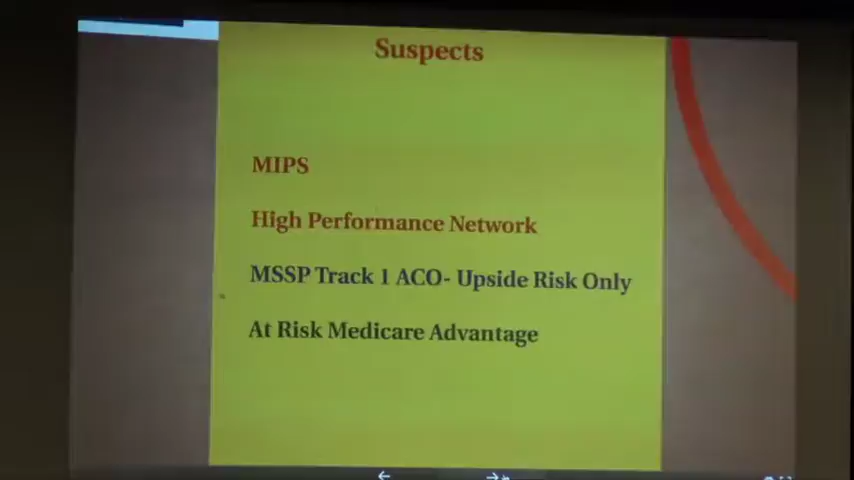 Suspects
MIPS
High Performance Network
MSSP Track 1 ACO- Upside Risk Only
At Risk Medicare Advantage